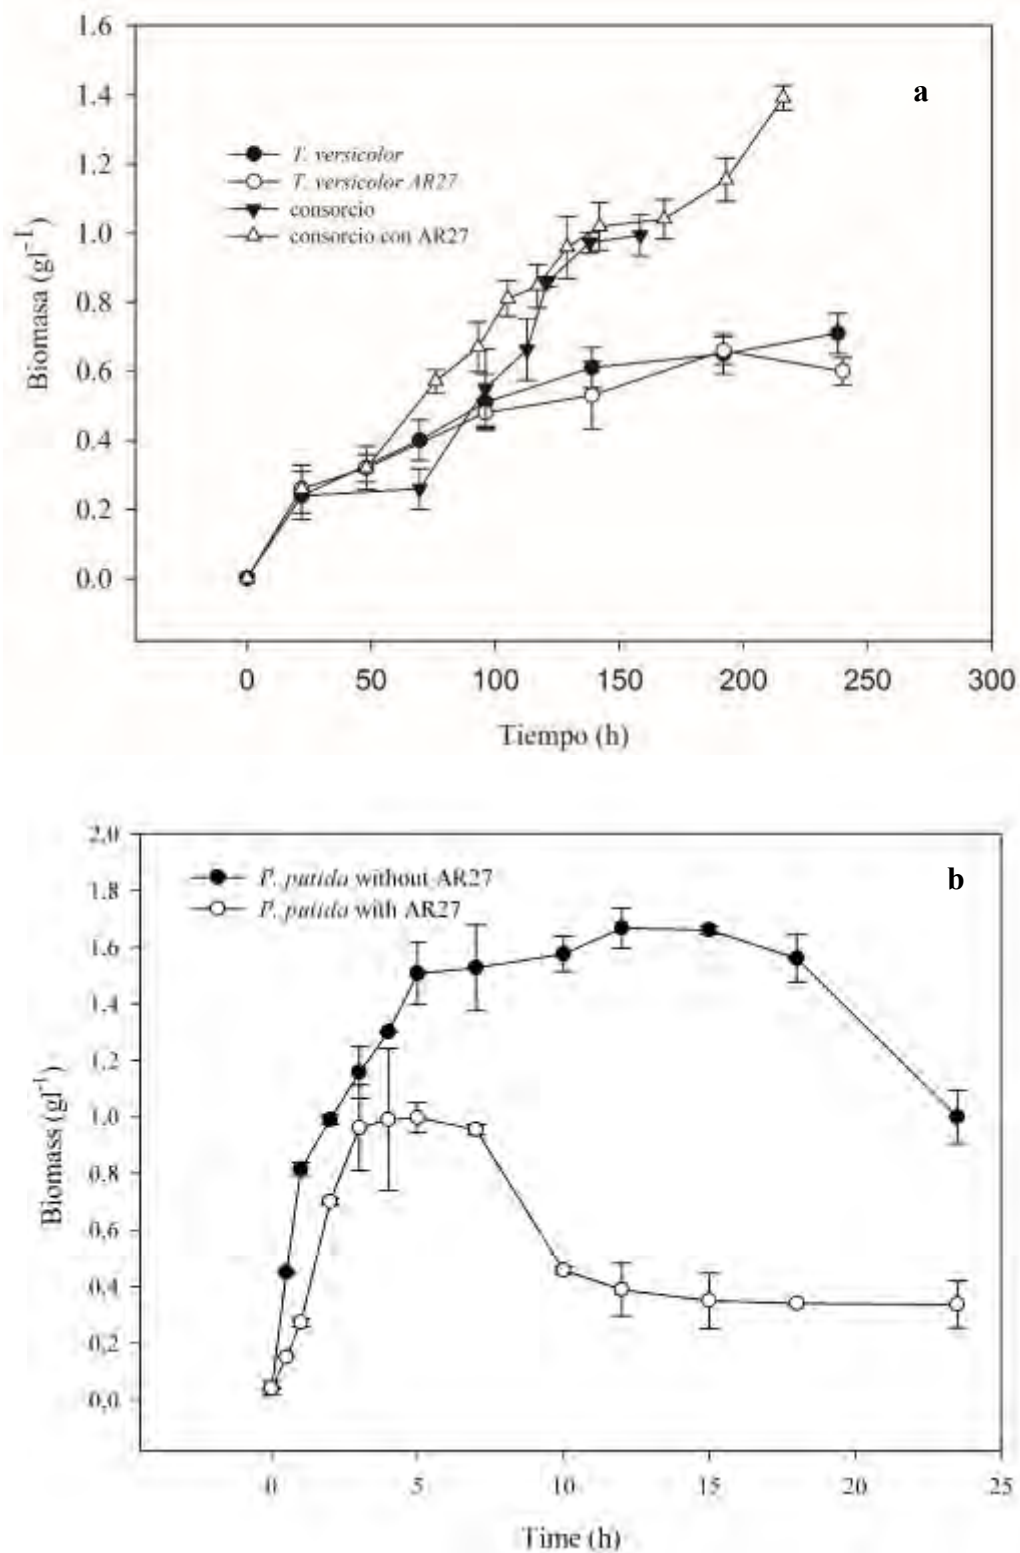 1.6
1.4
1.2
1.0
0.8
0.6
0.4
0.2
0.0
Biomasa (gl⁻¹)
a
T. versicolor
T. versicolor AR27
consorcio
consorcio con AR27
0 50 100 150 200 250 300
Tiempo (h)
2,0
1,8
1,6
1,4
1,2
1,0
0,8
0,6
0,4
0,2
0,0
Biomass (gl⁻¹)
b
P. putida without AR27
P. putida with AR27
0 5 10 15 20 25
Time (h)